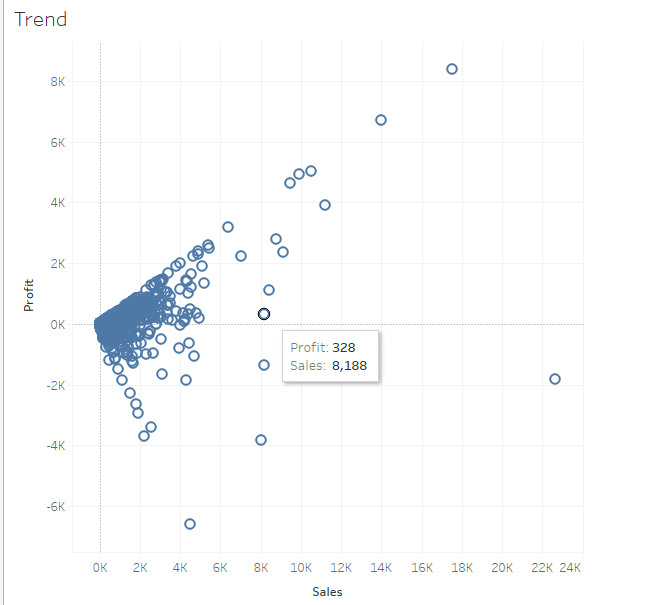 Trend
8K
6K
4K
2K
0K
-2K
-4K
-6K
Profit
Profit: 328
Sales: 8,188
0K 2K 4K 6K 8K 10K 12K 14K 16K 18K 20K 22K 24K
Sales